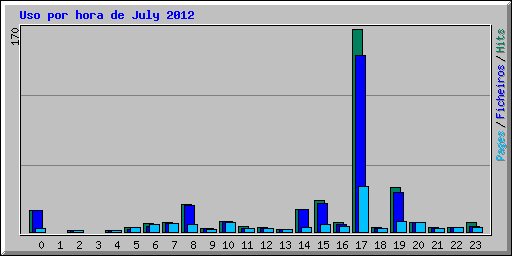 Uso por hora de July 2012
170
Pages / Ficheiros / Hits
0 1 2 3 4 5 6 7 8 9 10 11 12 13 14 15 16 17 18 19 20 21 22 23